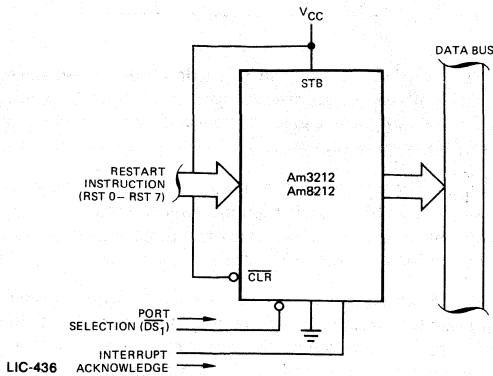 VCC
DATA BUS
STB
RESTART
INSTRUCTION
(RST 0– RST 7)
Am3212
Am8212
CLR
PORT
SELECTION (DS1)
INTERRUPT
ACKNOWLEDGE
LIC-436